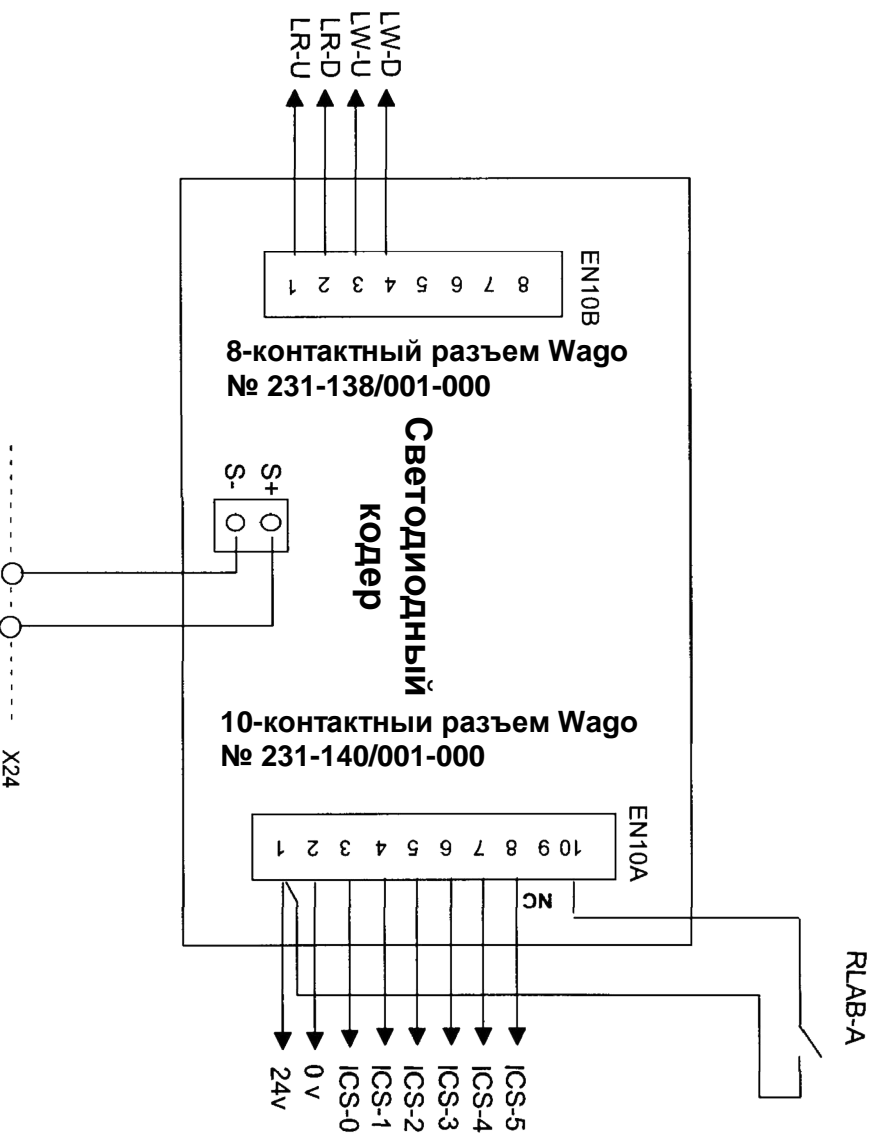 LR-U
LR-D
LW-U
LW-D
EN10B
1 2 3 4 5 6 7 8
8-контактный разъем Wago
№ 231-138/001-000
S-
S+
Светодиодный
кодер
10-контактныи разъем Wago
№ 231-140/001-000
X24
EN10A
1 2 3 4 5 6 7 8 9 10
NC
RLAB-A
24v
0 v
ICS-0
ICS-1
ICS-2
ICS-3
ICS-4
ICS-5